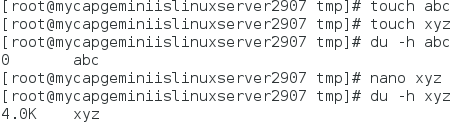 [root@mycapgeminiislinuxserver2907 tmp]# touch abc
[root@mycapgeminiislinuxserver2907 tmp]# touch xyz
[root@mycapgeminiislinuxserver2907 tmp]# du -h abc
0       abc
[root@mycapgeminiislinuxserver2907 tmp]# nano xyz
[root@mycapgeminiislinuxserver2907 tmp]# du -h xyz
4.0K    xyz